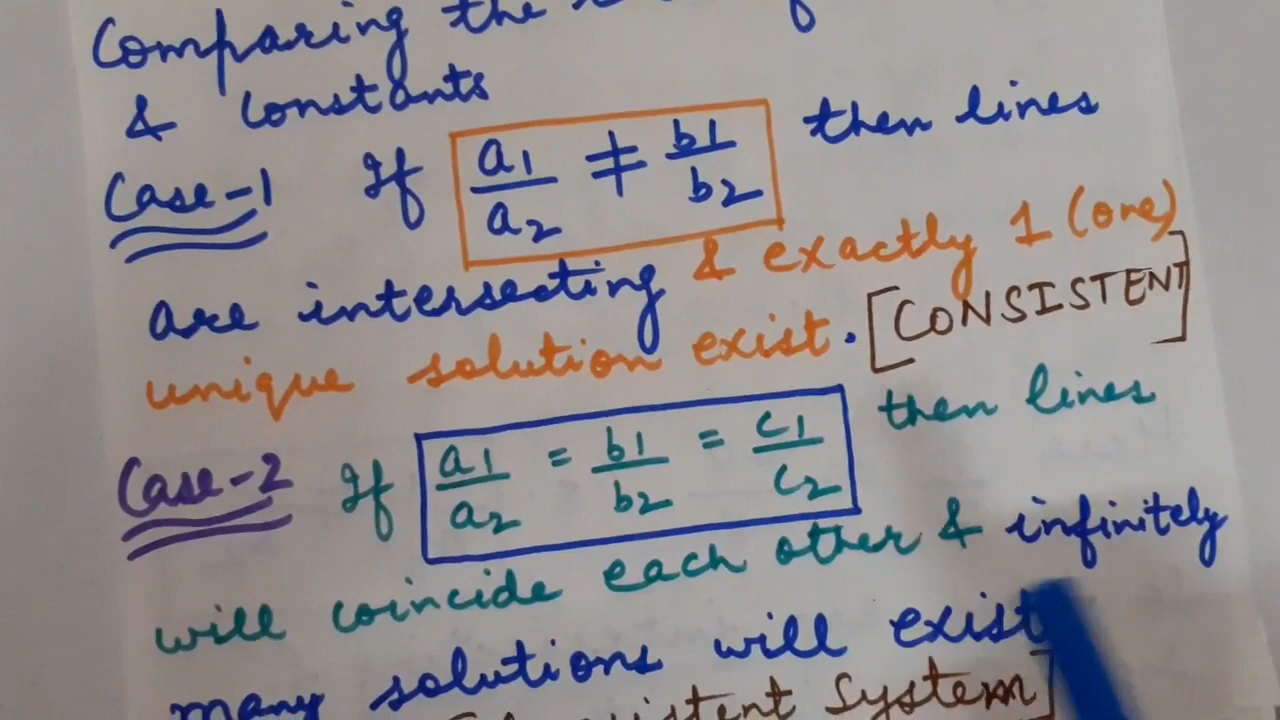 Comparing the
& constants
Case-1 If a1/a2 ≠ b1/b2 then lines
are intersecting & exactly 1 (one)
unique solution exist. [CONSISTENT]
Case-2 If a1/a2 = b1/b2 = c1/c2 then lines
will coincide each other & infinitely
many solutions will exist
System]